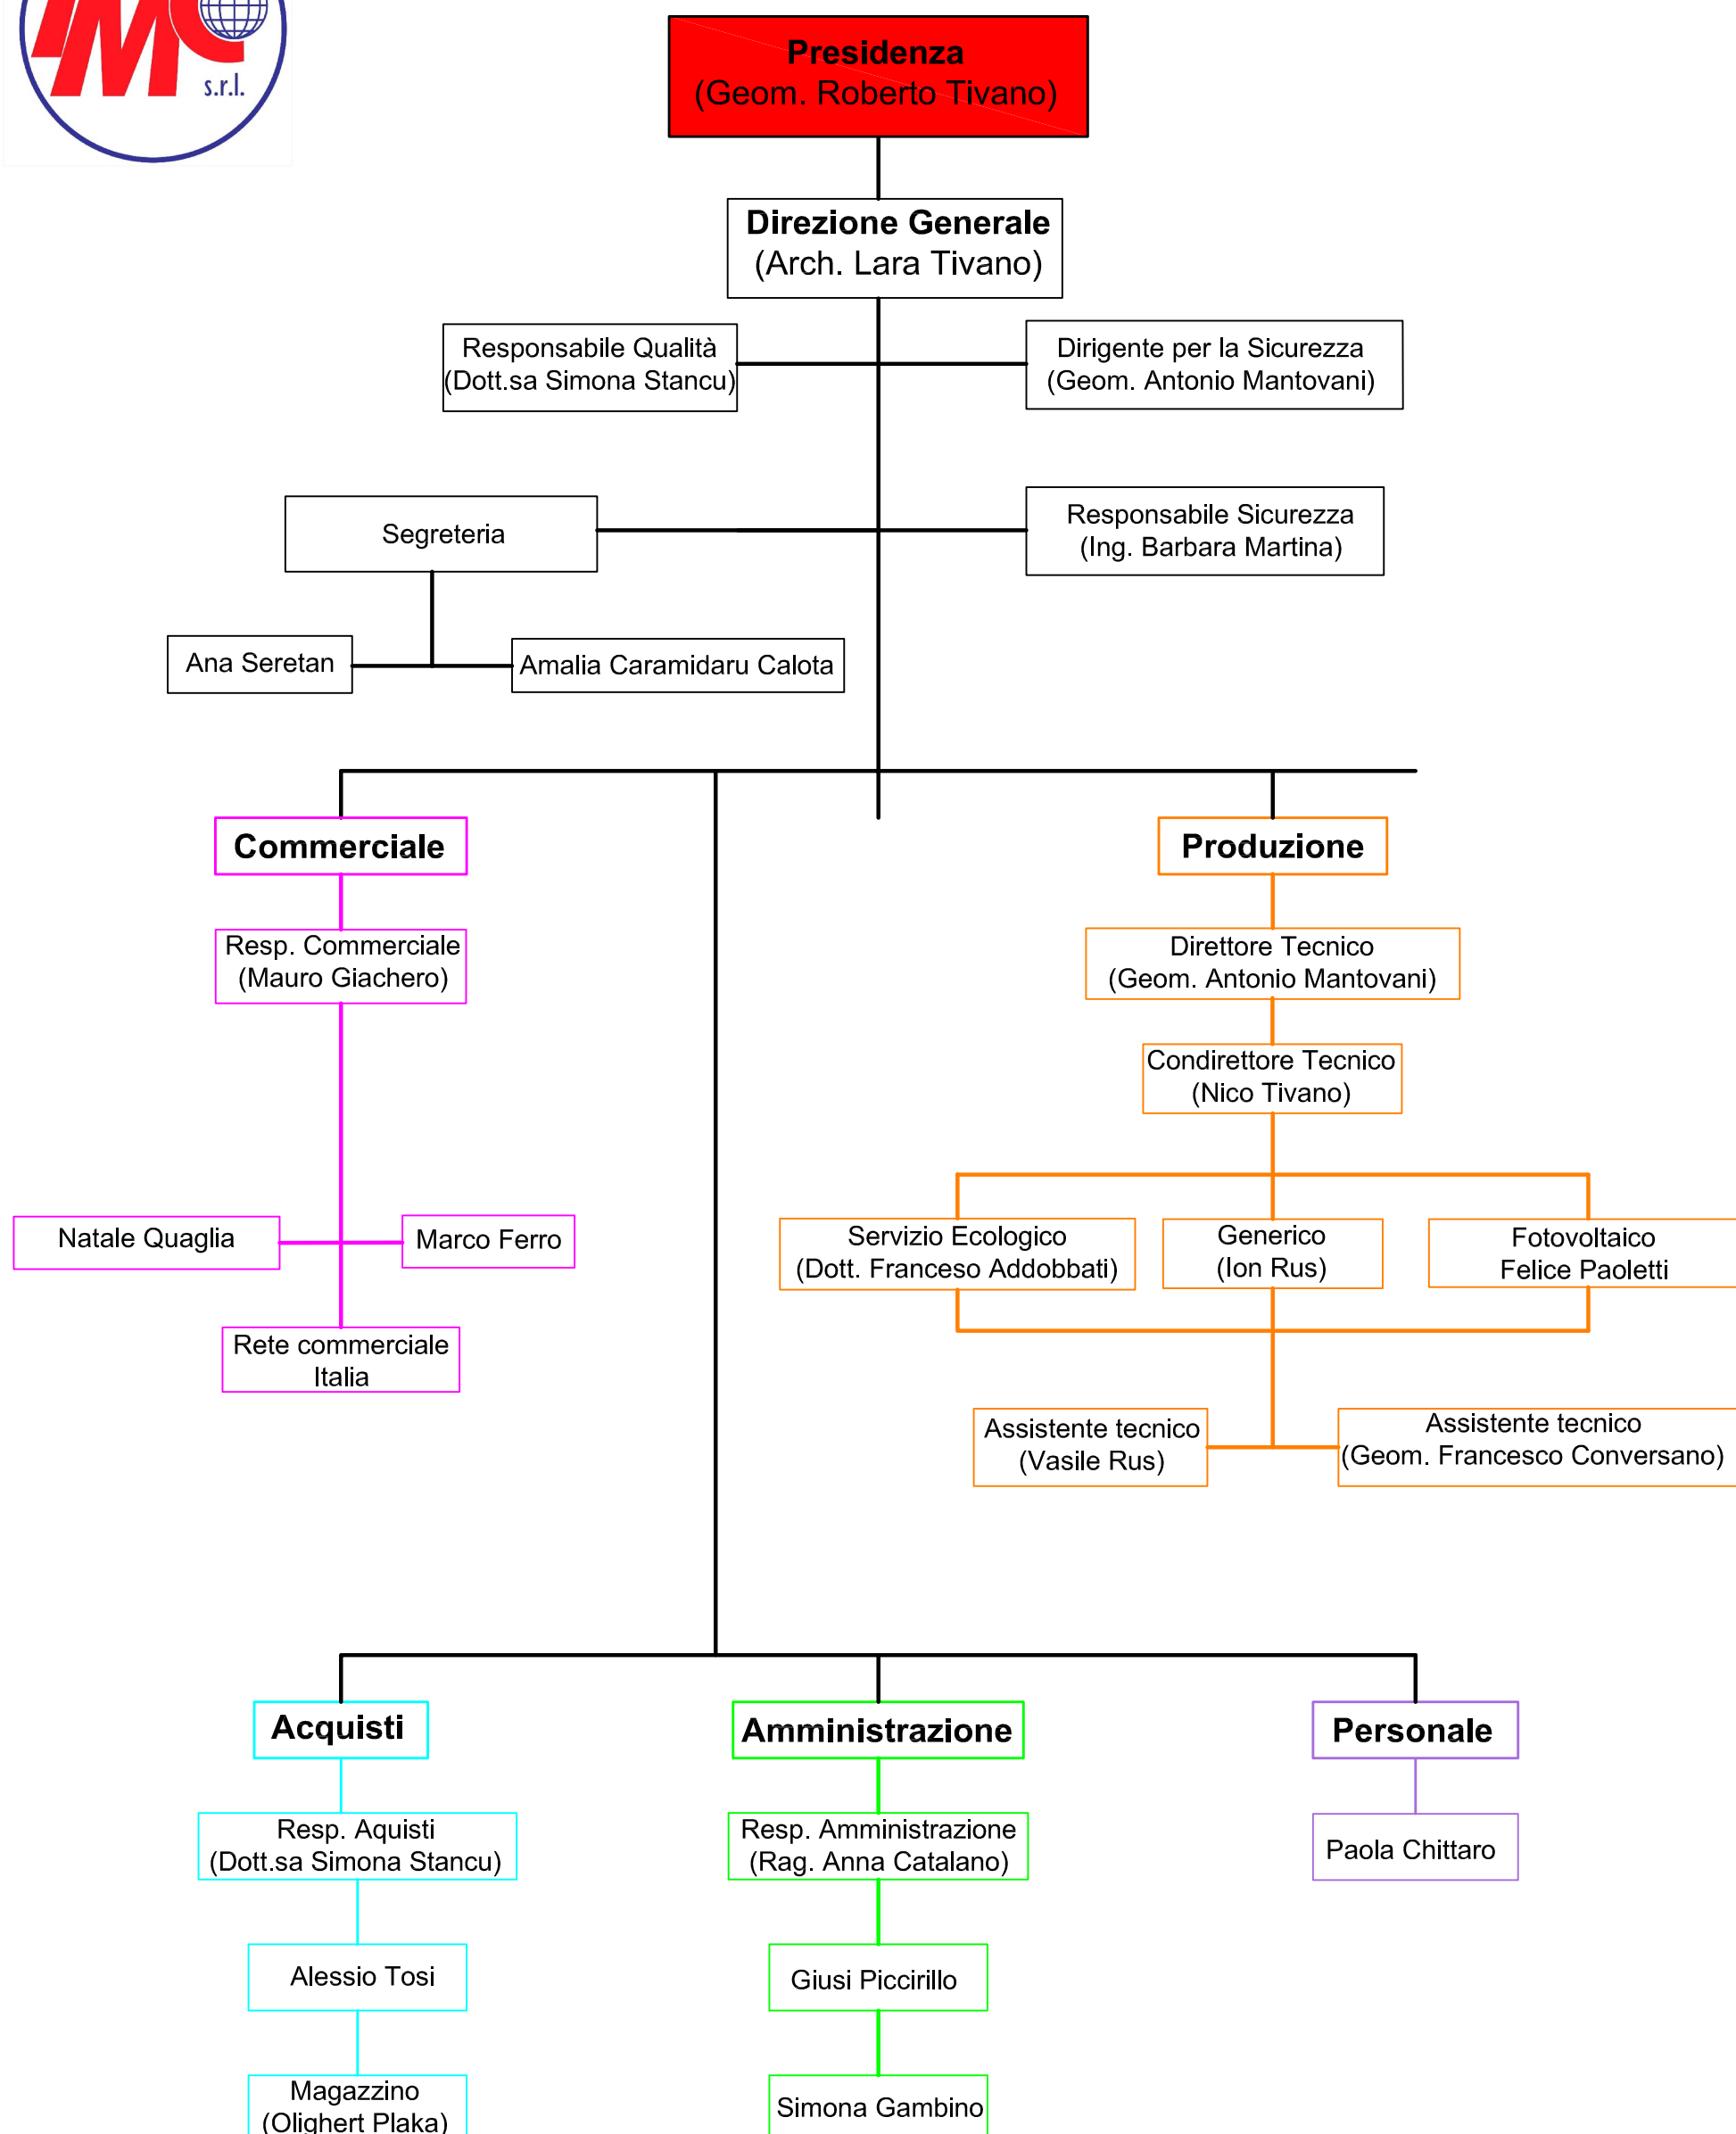 s.r.l.
Presidenza
(Geom. Roberto Tivano)
Direzione Generale
(Arch. Lara Tivano)
Responsabile Qualità
(Dott.sa Simona Stancu)
Dirigente per la Sicurezza
(Geom. Antonio Mantovani)
Segreteria
Responsabile Sicurezza
(Ing. Barbara Martina)
Ana Seretan
Amalia Caramidaru Calota
Commerciale
Produzione
Resp. Commerciale
(Mauro Giachero)
Direttore Tecnico
(Geom. Antonio Mantovani)
Condirettore Tecnico
(Nico Tivano)
Natale Quaglia
Marco Ferro
Servizio Ecologico
(Dott. Franceso Addobbati)
Generico
(Ion Rus)
Fotovoltaico
Felice Paoletti
Rete commerciale
Italia
Assistente tecnico
(Vasile Rus)
Assistente tecnico
(Geom. Francesco Conversano)
Acquisti
Amministrazione
Personale
Resp. Aquisti
(Dott.sa Simona Stancu)
Resp. Amministrazione
(Rag. Anna Catalano)
Paola Chittaro
Alessio Tosi
Giusi Piccirillo
Magazzino
(Olighert Plaka)
Simona Gambino